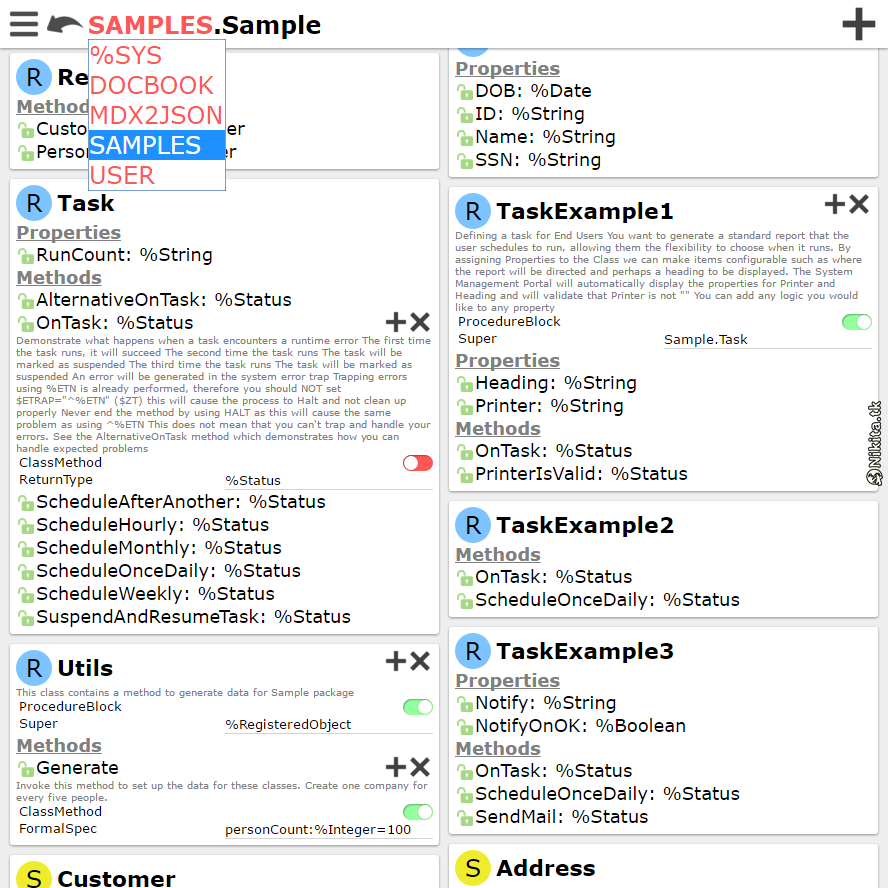 SAMPLES.Sample
%SYS
DOCBOOK
MDX2JSON
SAMPLES
USER
R Re
Method
Custo er
Person r
R Task
Properties
RunCount: %String
Methods
AlternativeOnTask: %Status
OnTask: %Status
Demonstrate what happens when a task encounters a runtime error The first time
the task runs, it will succeed The second time the task runs The task will be
marked as suspended The third time the task runs The task will be marked as
suspended An error will be generated in the system error trap Trapping errors
using %ETN is already performed, therefore you should NOT set
$ETRAP="^%ETN" ($ZT) this will cause the process to Halt and not clean up
properly Never end the method by using HALT as this will cause the same
problem as using ^%ETN This does not mean that you can't trap and handle your
errors. See the AlternativeOnTask method which demonstrates how you can
handle expected problems
ClassMethod
ReturnType %Status
ScheduleAfterAnother: %Status
ScheduleHourly: %Status
ScheduleMonthly: %Status
ScheduleOnceDaily: %Status
ScheduleWeekly: %Status
SuspendAndResumeTask: %Status
R Utils
This class contains a method to generate data for Sample package
ProcedureBlock
Super %RegisteredObject
Methods
Generate
Invoke this method to set up the data for these classes. Create one company for
every five people.
ClassMethod
FormalSpec personCount:%Integer=100
S Customer
Properties
DOB: %Date
ID: %String
Name: %String
SSN: %String
R TaskExample1
Defining a task for End Users You want to generate a standard report that the
user schedules to run, allowing them the flexibility to choose when it runs. By
assigning Properties to the Class we can make items configurable such as where
the report will be directed and perhaps a heading to be displayed. The System
Management Portal will automatically display the properties for Printer and
Heading and will validate that Printer is not "" You can add any logic you would
like to any property
ProcedureBlock
Super Sample.Task
Properties
Heading: %String
Printer: %String
Methods
OnTask: %Status
PrinterIsValid: %Status
R TaskExample2
Methods
OnTask: %Status
ScheduleOnceDaily: %Status
R TaskExample3
Properties
Notify: %String
NotifyOnOK: %Boolean
Methods
OnTask: %Status
ScheduleOnceDaily: %Status
SendMail: %Status
S Address
Nikita.tk